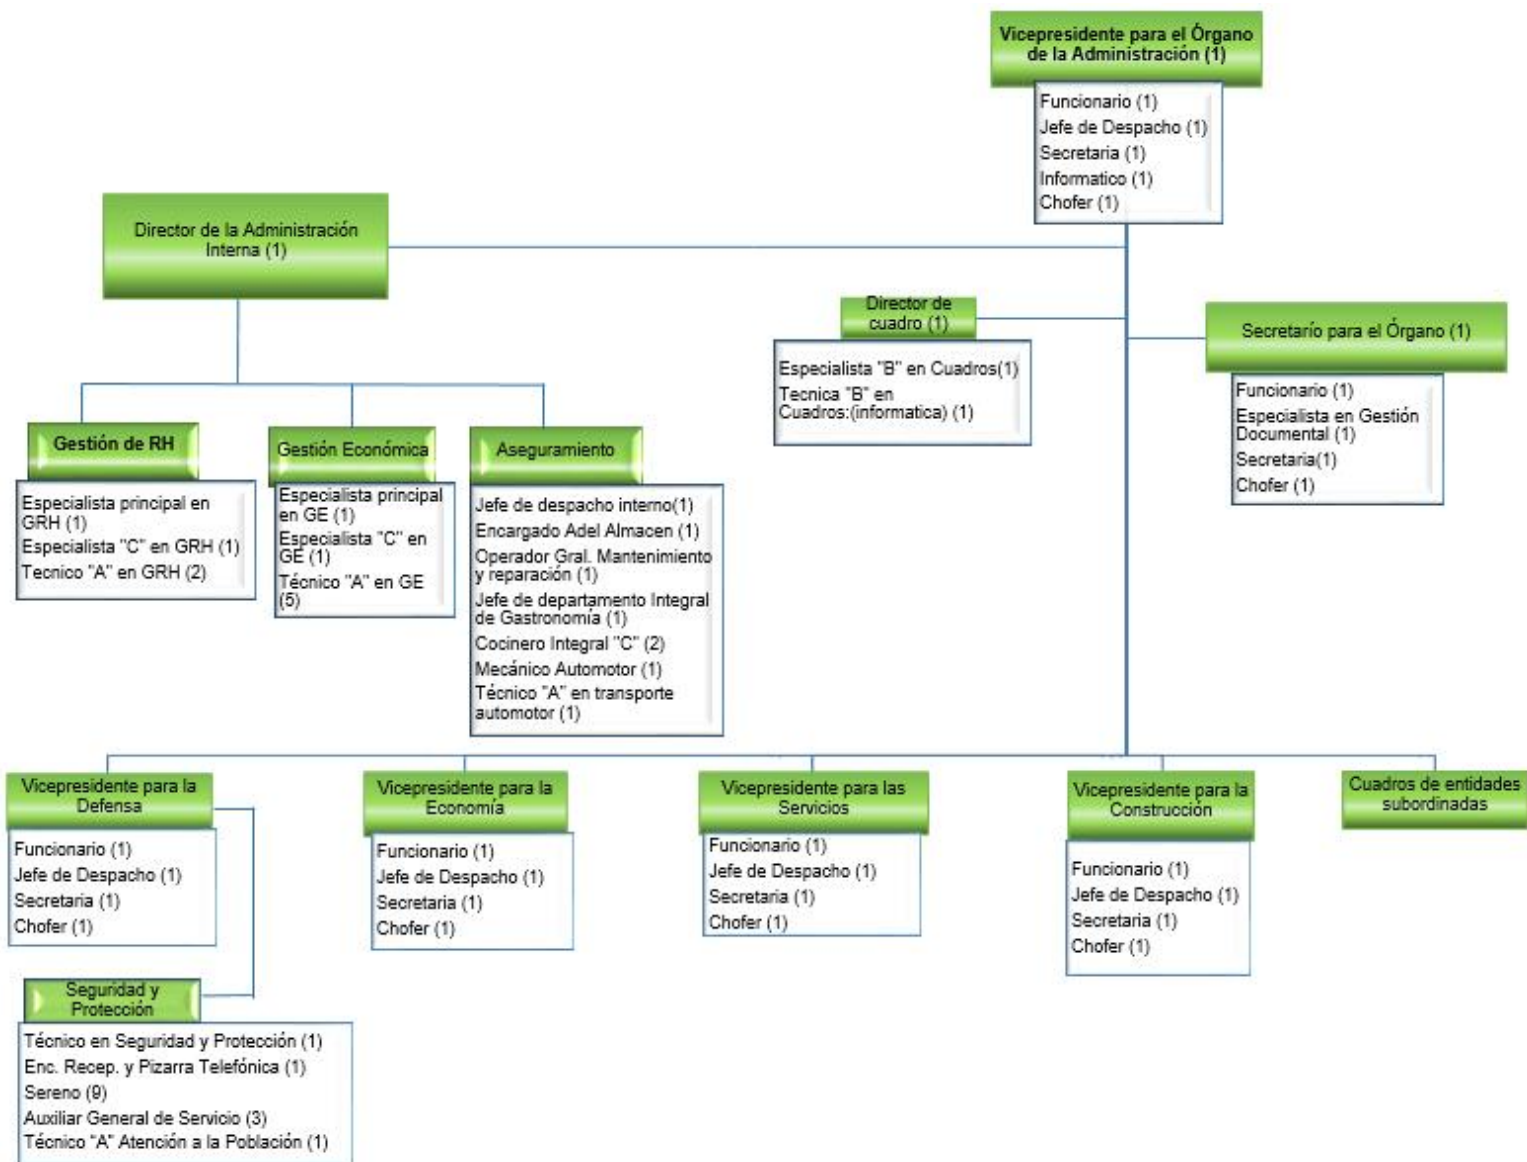 Vicepresidente para el Órgano
de la Administración (1)
Funcionario (1)
Jefe de Despacho (1)
Secretaria (1)
Informatico (1)
Chofer (1)
Director de la Administración
Interna (1)
Director de
cuadro (1)
Especialista "B" en Cuadros(1)
Tecnica "B" en
Cuadros:(informatica) (1)
Secretarío para el Órgano (1)
Funcionario (1)
Especialista en Gestión
Documental (1)
Secretaria(1)
Chofer (1)
Gestión de RH
Especialista principal en
GRH (1)
Especialista "C" en GRH (1)
Tecnico "A" en GRH (2)
Gestión Económica
Especialista principal
en GE (1)
Especialista "C" en
GE (1)
Técnico "A" en GE
(5)
Aseguramiento
Jefe de despacho interno(1)
Encargado Adel Almacen (1)
Operador Gral. Mantenimiento
y reparación (1)
Jefe de departamento Integral
de Gastronomía (1)
Cocinero Integral "C" (2)
Mecánico Automotor (1)
Técnico "A" en transporte
automotor (1)
Vicepresidente para la
Defensa
Funcionario (1)
Jefe de Despacho (1)
Secretaria (1)
Chofer (1)
Seguridad y
Protección
Técnico en Seguridad y Protección (1)
Enc. Recep. y Pizarra Telefónica (1)
Sereno (9)
Auxiliar General de Servicio (3)
Técnico "A" Atención a la Población (1)
Vicepresidente para la
Economía
Funcionario (1)
Jefe de Despacho (1)
Secretaria (1)
Chofer (1)
Vicepresidente para las
Servicios
Funcionario (1)
Jefe de Despacho (1)
Secretaria (1)
Chofer (1)
Vicepresidente para la
Construcción
Funcionario (1)
Jefe de Despacho (1)
Secretaria (1)
Chofer (1)
Cuadros de entidades
subordinadas